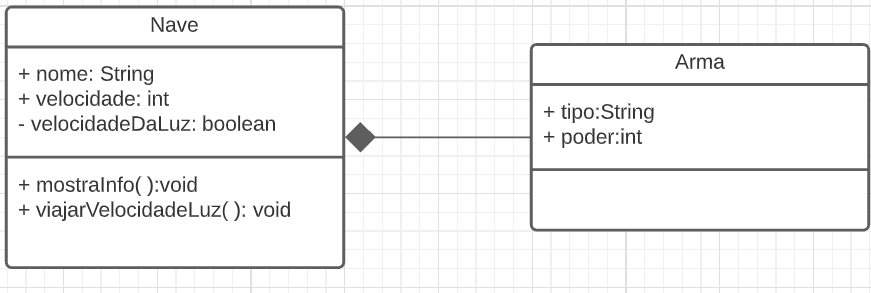 Nave
+ nome: String
+ velocidade: int
- velocidadeDaLuz: boolean
+ mostraInfo( ):void
+ viajarVelocidadeLuz( ): void
Arma
+ tipo:String
+ poder:int